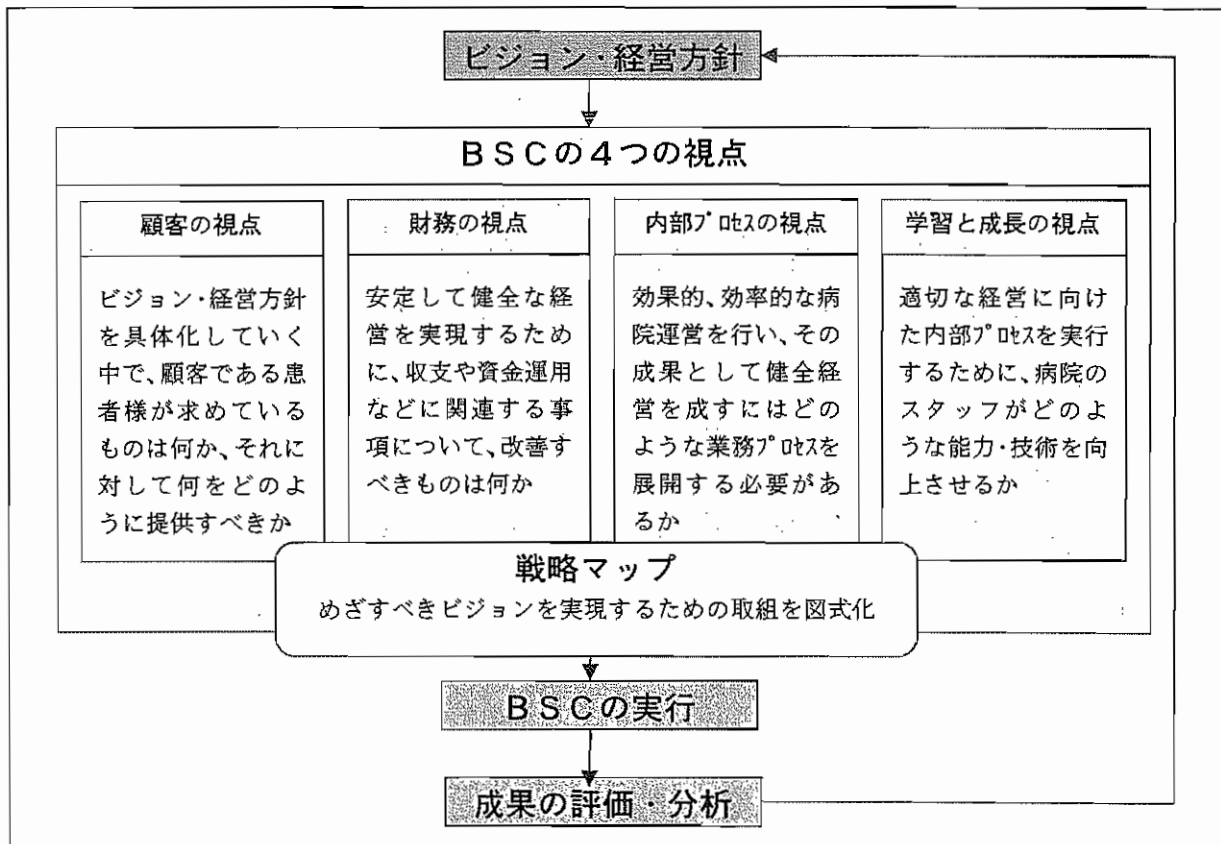 ビジョン・経営方針
BSCの4つの視点
顧客の視点
ビジョン・経営方針
を具体化していく
中で、顧客である患
者様が求めている
ものは何か、それに
対して何をどのよ
うに提供すべきか
財務の視点
安定して健全な経
営を実現するため
に、収支や資金運用
などに関連する事
項について、改善す
べきものは何か
内部ﾌﾟﾛｾｽの視点
効果的、効率的な病
院運営を行い、その
成果として健全経
営を成すにはどの
ような業務ﾌﾟﾛｾｽを
展開する必要があ
るか
学習と成長の視点
適切な経営に向け
た内部ﾌﾟﾛｾｽを実行
するために、病院の
スタッフがどのよ
うな能力・技術を向
上させるか
戦略マップ
めざすべきビジョンを実現するための取組を図式化
BSCの実行
成果の評価・分析